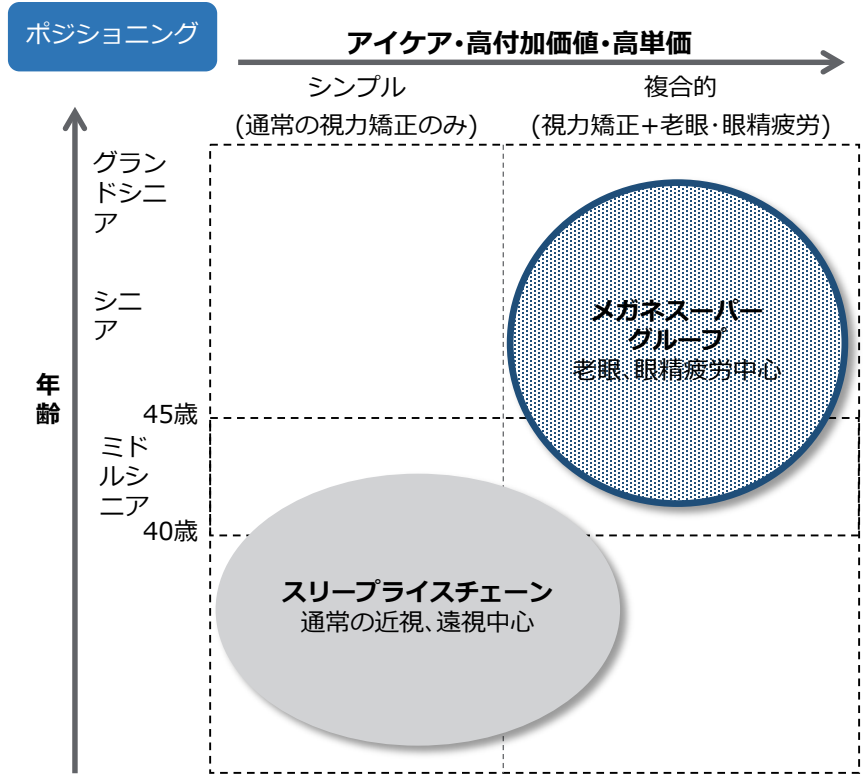 ポジショニング
アイケア・高付加価値・高単価
シンプル
(通常の視力矯正のみ)
複合的
(視力矯正+老眼・眼精疲労)
グラン
ドシニ
ア
シニ
ア
年
齢
45歳
ミド
ルシ
ニア
40歳
メガネスーパー
グループ
老眼、眼精疲労中心
スリープライスチェーン
通常の近視、遠視中心